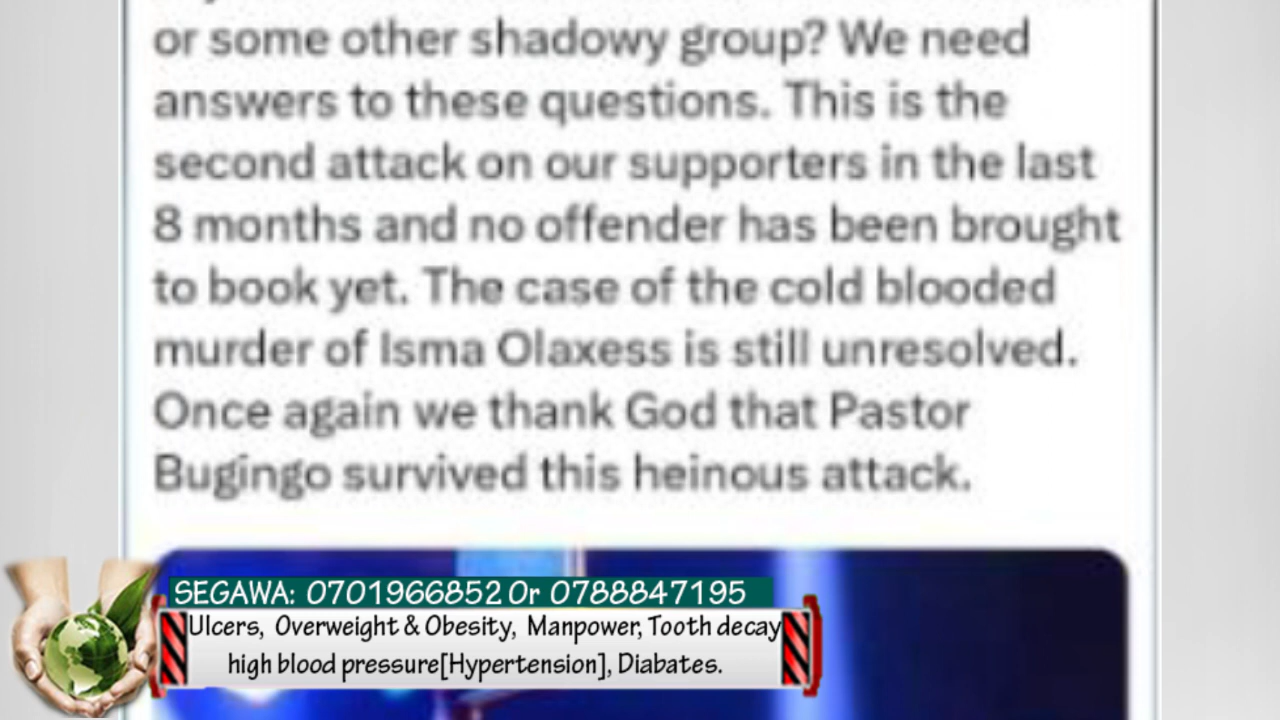 or some other shadowy group? We need
answers to these questions. This is the
second attack on our supporters in the last
8 months and no offender has been brought
to book yet. The case of the cold blooded
murder of Isma Olaxess is still unresolved.
Once again we thank God that Pastor
Bugingo survived this heinous attack.
SEGAWA: 0701966852 Or 0788847195
Ulcers, Overweight & Obesity, Manpower, Tooth decay
high blood pressure[Hypertension], Diabates.